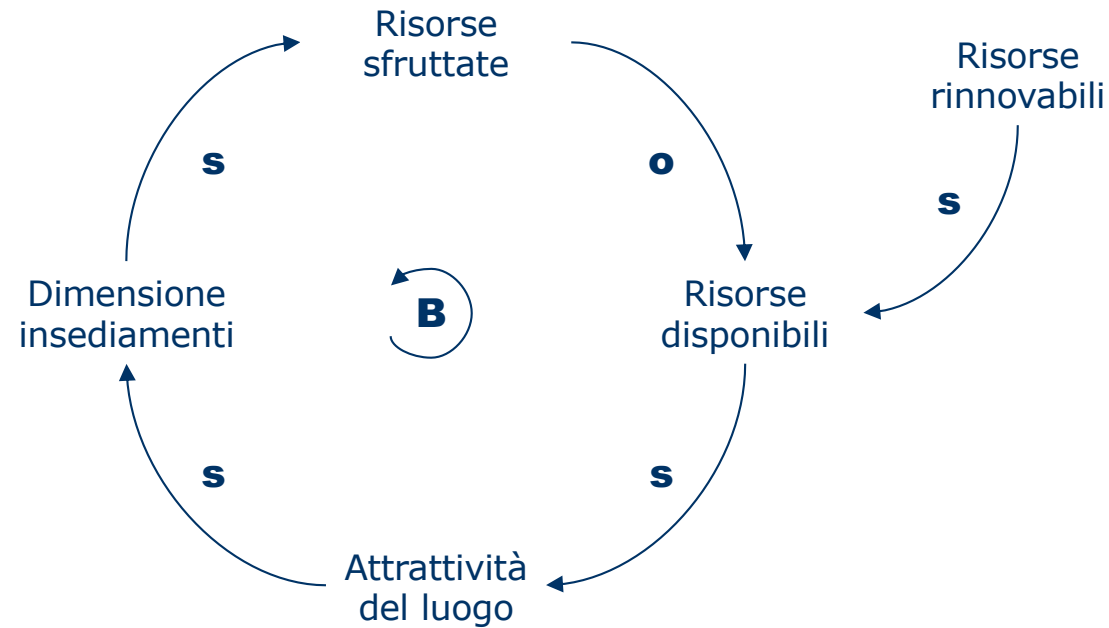 Risorse
sfruttate
Risorse
rinnovabili
s
o
s
Dimensione
insediamenti
B
Risorse
disponibili
s
s
Attrattività
del luogo